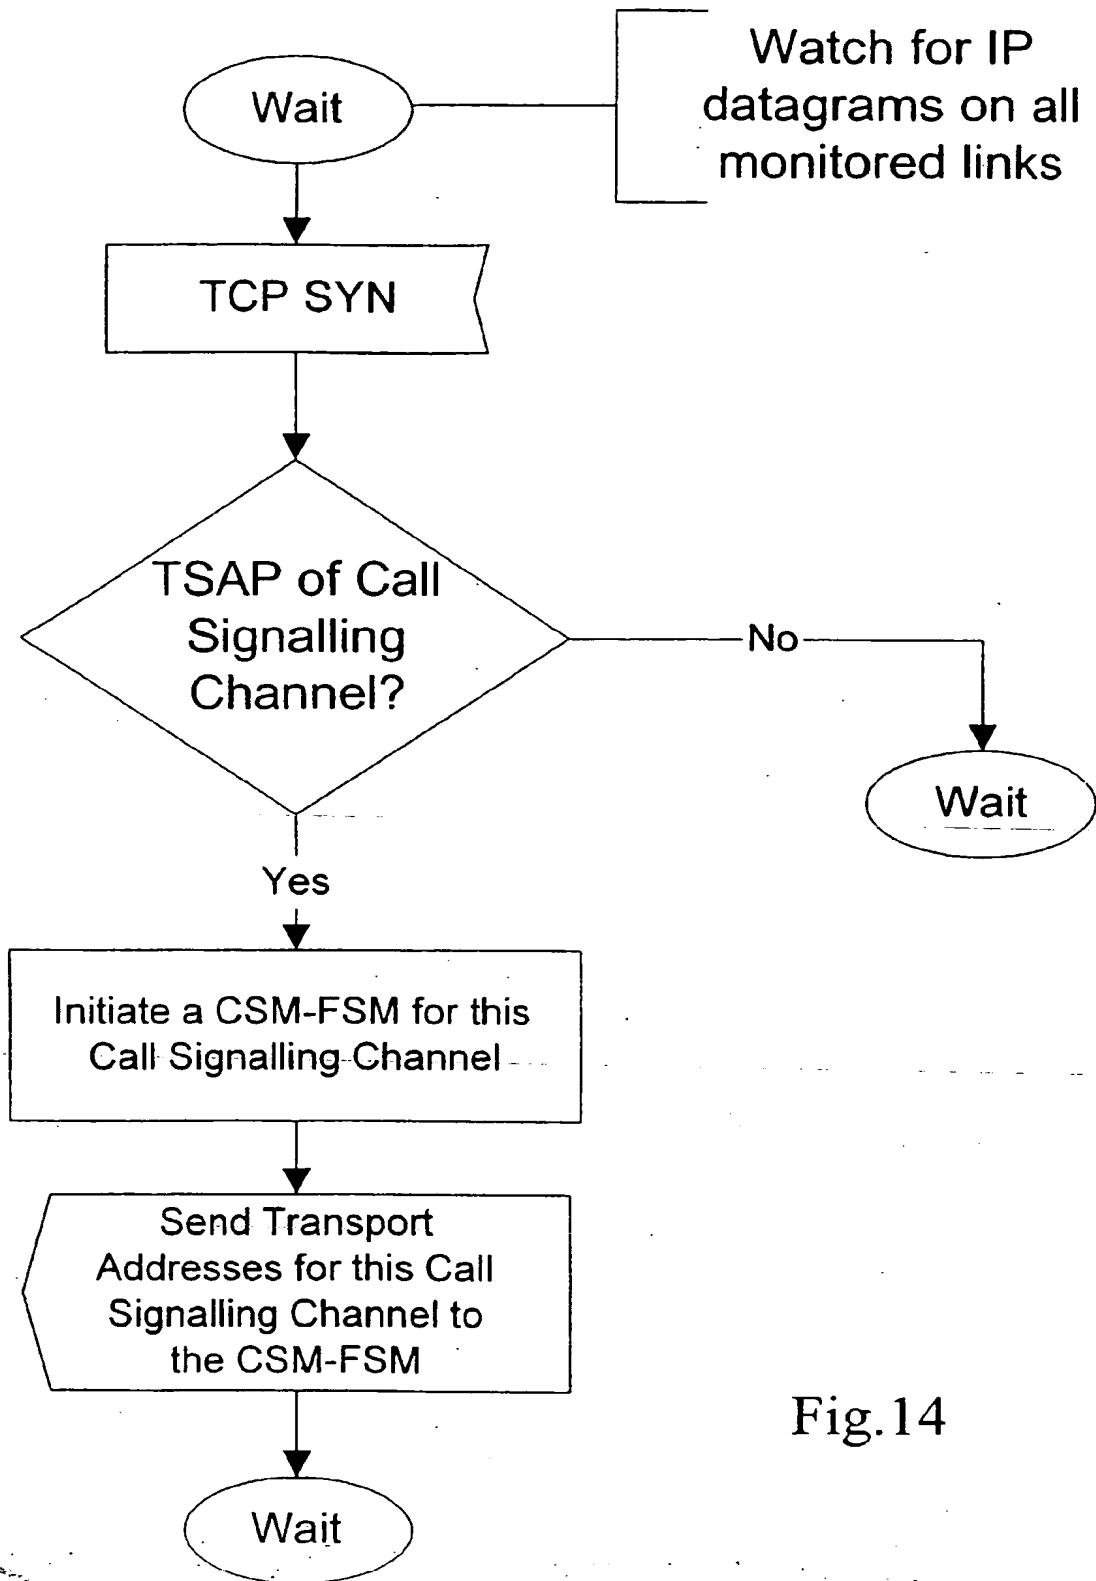 Wait
Watch for IP
datagrams on all
monitored links
TCP SYN
TSAP of Call
Signalling
Channel?
No
Wait
Yes
Initiate a CSM-FSM for this
Call Signalling Channel
Send Transport
Addresses for this Call
Signalling Channel to
the CSM-FSM
Wait
Fig.14